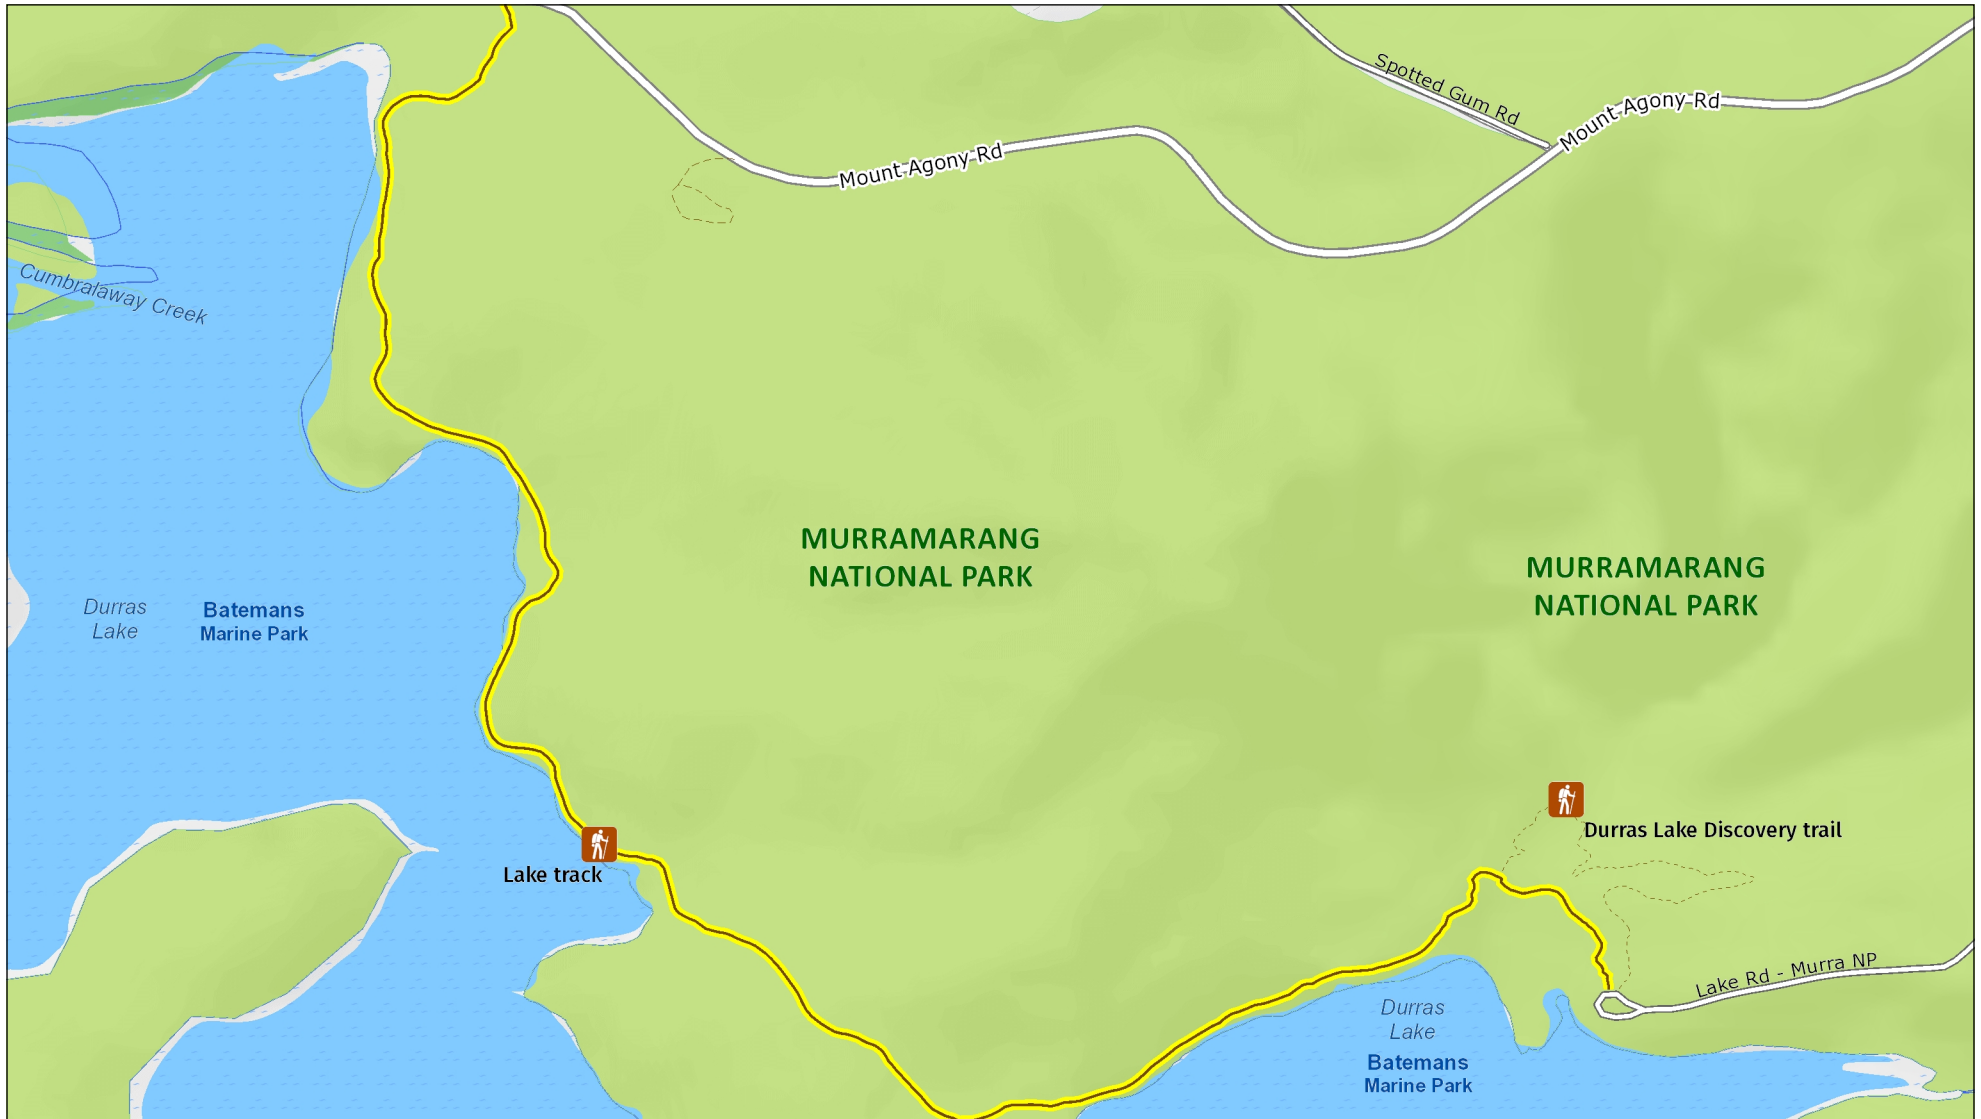 Spotted Gum Rd
Mount Agony Rd
Mount Agony Rd
Cumbralaway Creek
MURRAMARANG
NATIONAL PARK
MURRAMARANG
NATIONAL PARK
Durras
Lake
Batemans
Marine Park
Durras Lake Discovery trail
Lake track
Lake Rd - Murra NP
Durras
Lake
Batemans
Marine Park